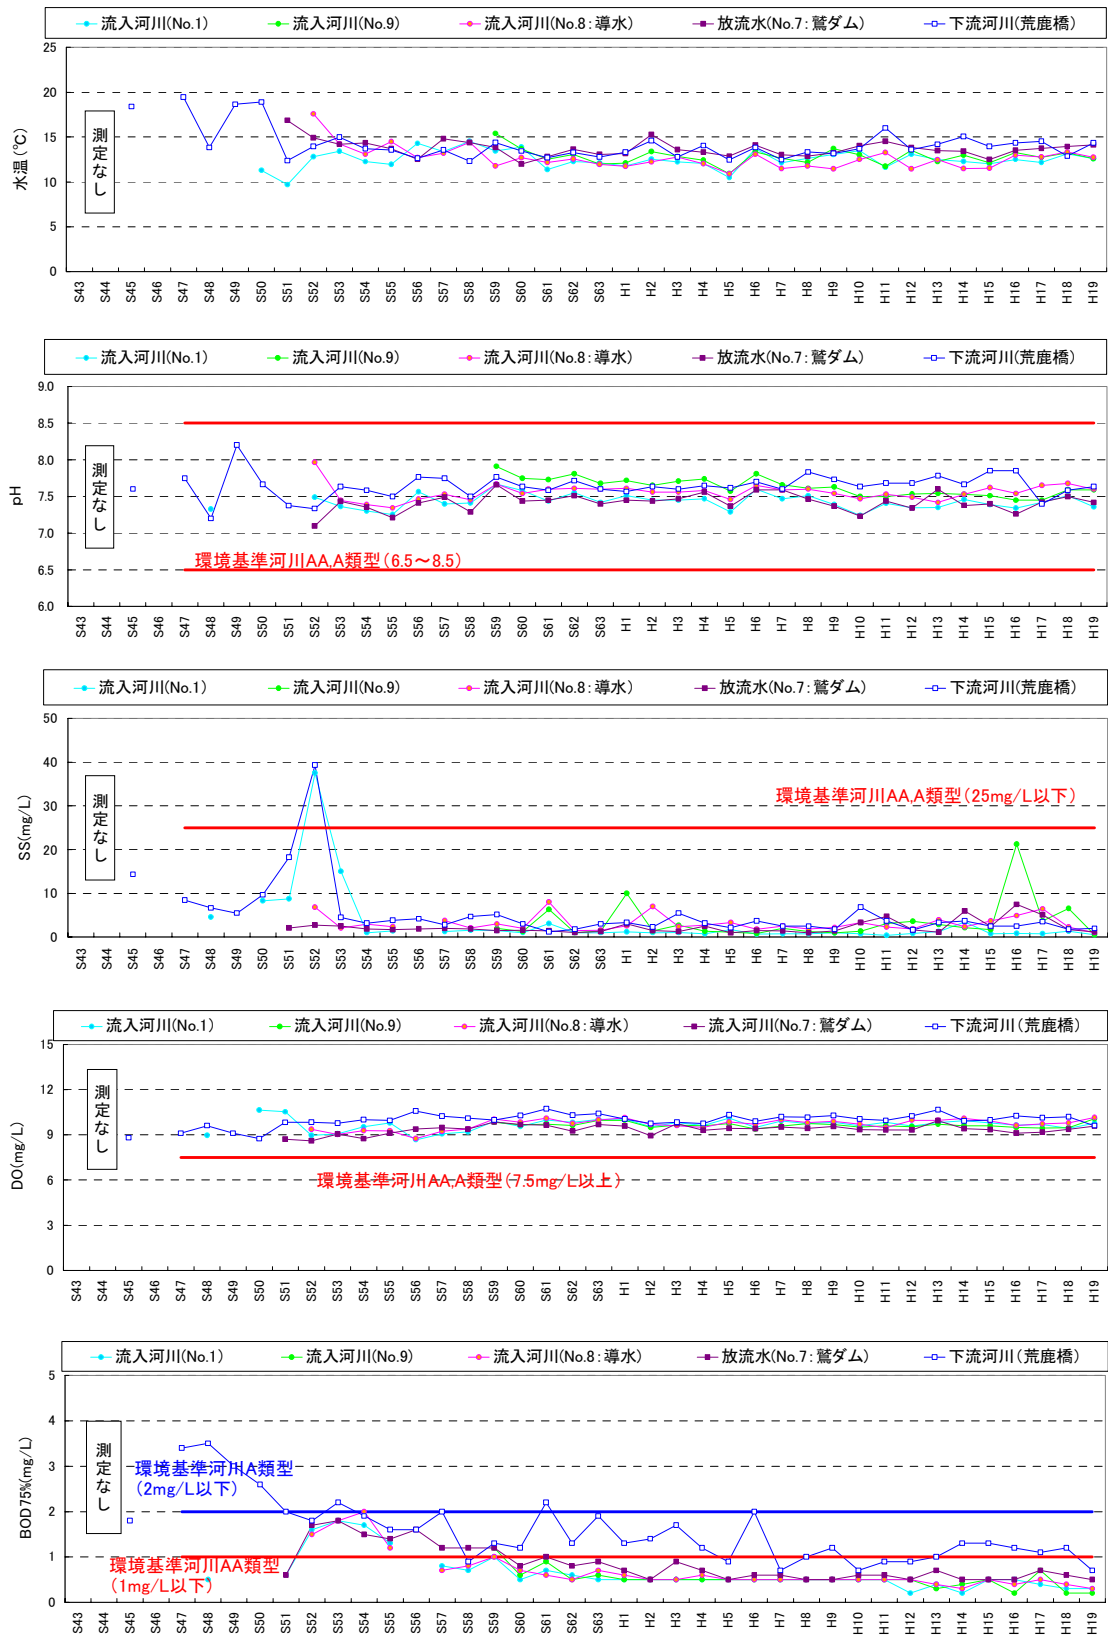 流入河川(No.1) 流入河川(No.9) 流入河川(No.8：導水) 放流水(No.7：鷲ダム) 下流河川(荒鹿橋)
25
20
15
10
5
0
水温(℃)
測定なし
S43 S44 S45 S46 S47 S48 S49 S50 S51 S52 S53 S54 S55 S56 S57 S58 S59 S60 S61 S62 S63 H1 H2 H3 H4 H5 H6 H7 H8 H9 H10 H11 H12 H13 H14 H15 H16 H17 H18 H19
流入河川(No.1) 流入河川(No.9) 流入河川(No.8：導水) 放流水(No.7：鷲ダム) 下流河川(荒鹿橋)
9.0
8.5
8.0
7.5
7.0
6.5
6.0
pH
測定なし
環境基準河川AA,A類型(6.5～8.5)
S43 S44 S45 S46 S47 S48 S49 S50 S51 S52 S53 S54 S55 S56 S57 S58 S59 S60 S61 S62 S63 H1 H2 H3 H4 H5 H6 H7 H8 H9 H10 H11 H12 H13 H14 H15 H16 H17 H18 H19
流入河川(No.1) 流入河川(No.9) 流入河川(No.8：導水) 放流水(No.7：鷲ダム) 下流河川(荒鹿橋)
50
40
30
20
10
0
SS(mg/L)
測定なし
環境基準河川AA,A類型(25mg/L以下)
S43 S44 S45 S46 S47 S48 S49 S50 S51 S52 S53 S54 S55 S56 S57 S58 S59 S60 S61 S62 S63 H1 H2 H3 H4 H5 H6 H7 H8 H9 H10 H11 H12 H13 H14 H15 H16 H17 H18 H19
流入河川(No.1) 流入河川(No.9) 流入河川(No.8：導水) 流入河川(No.7：鷲ダム) 下流河川(荒鹿橋)
15
12
9
6
3
0
DO(mg/L)
測定なし
環境基準河川AA,A類型(7.5mg/L以上)
S43 S44 S45 S46 S47 S48 S49 S50 S51 S52 S53 S54 S55 S56 S57 S58 S59 S60 S61 S62 S63 H1 H2 H3 H4 H5 H6 H7 H8 H9 H10 H11 H12 H13 H14 H15 H16 H17 H18 H19
流入河川(No.1) 流入河川(No.9) 流入河川(No.8：導水) 放流水(No.7：鷲ダム) 下流河川(荒鹿橋)
5
4
3
2
1
0
BOD75%(mg/L)
測定なし
環境基準河川A類型
(2mg/L以下)
環境基準河川AA類型
(1mg/L以下)
S43 S44 S45 S46 S47 S48 S49 S50 S51 S52 S53 S54 S55 S56 S57 S58 S59 S60 S61 S62 S63 H1 H2 H3 H4 H5 H6 H7 H8 H9 H10 H11 H12 H13 H14 H15 H16 H17 H18 H19